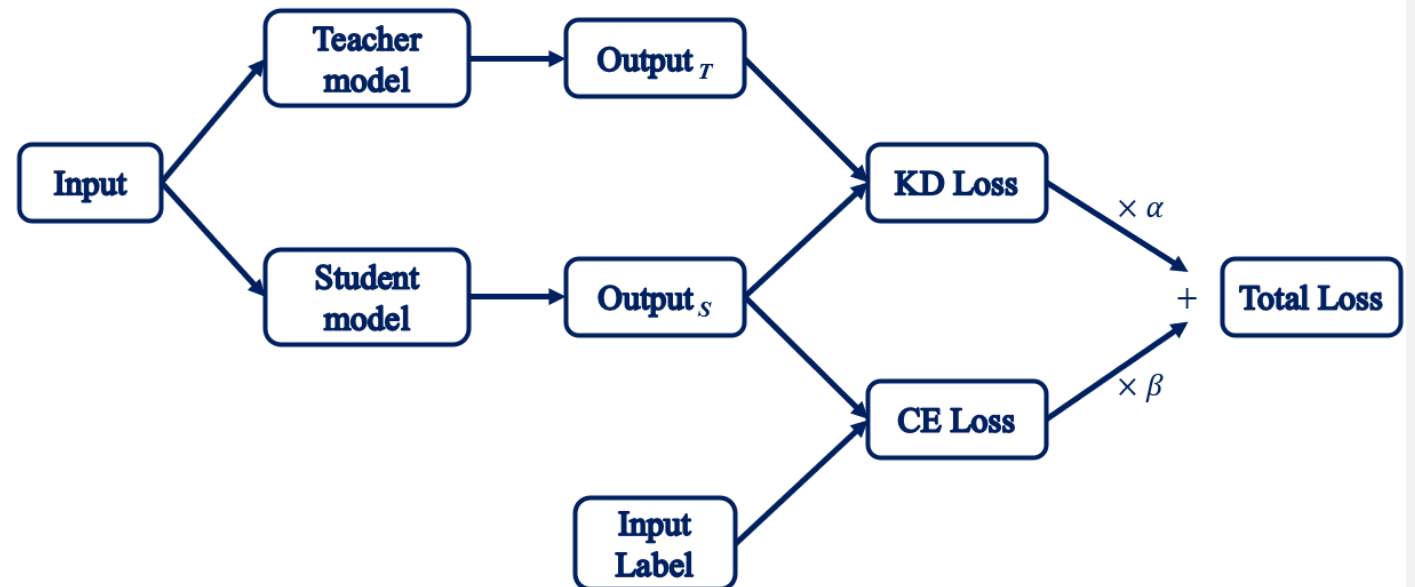 Teacher
model
Output T
Input
KD Loss
× α
Student
model
Output S
+
Total Loss
× β
CE Loss
Input
Label